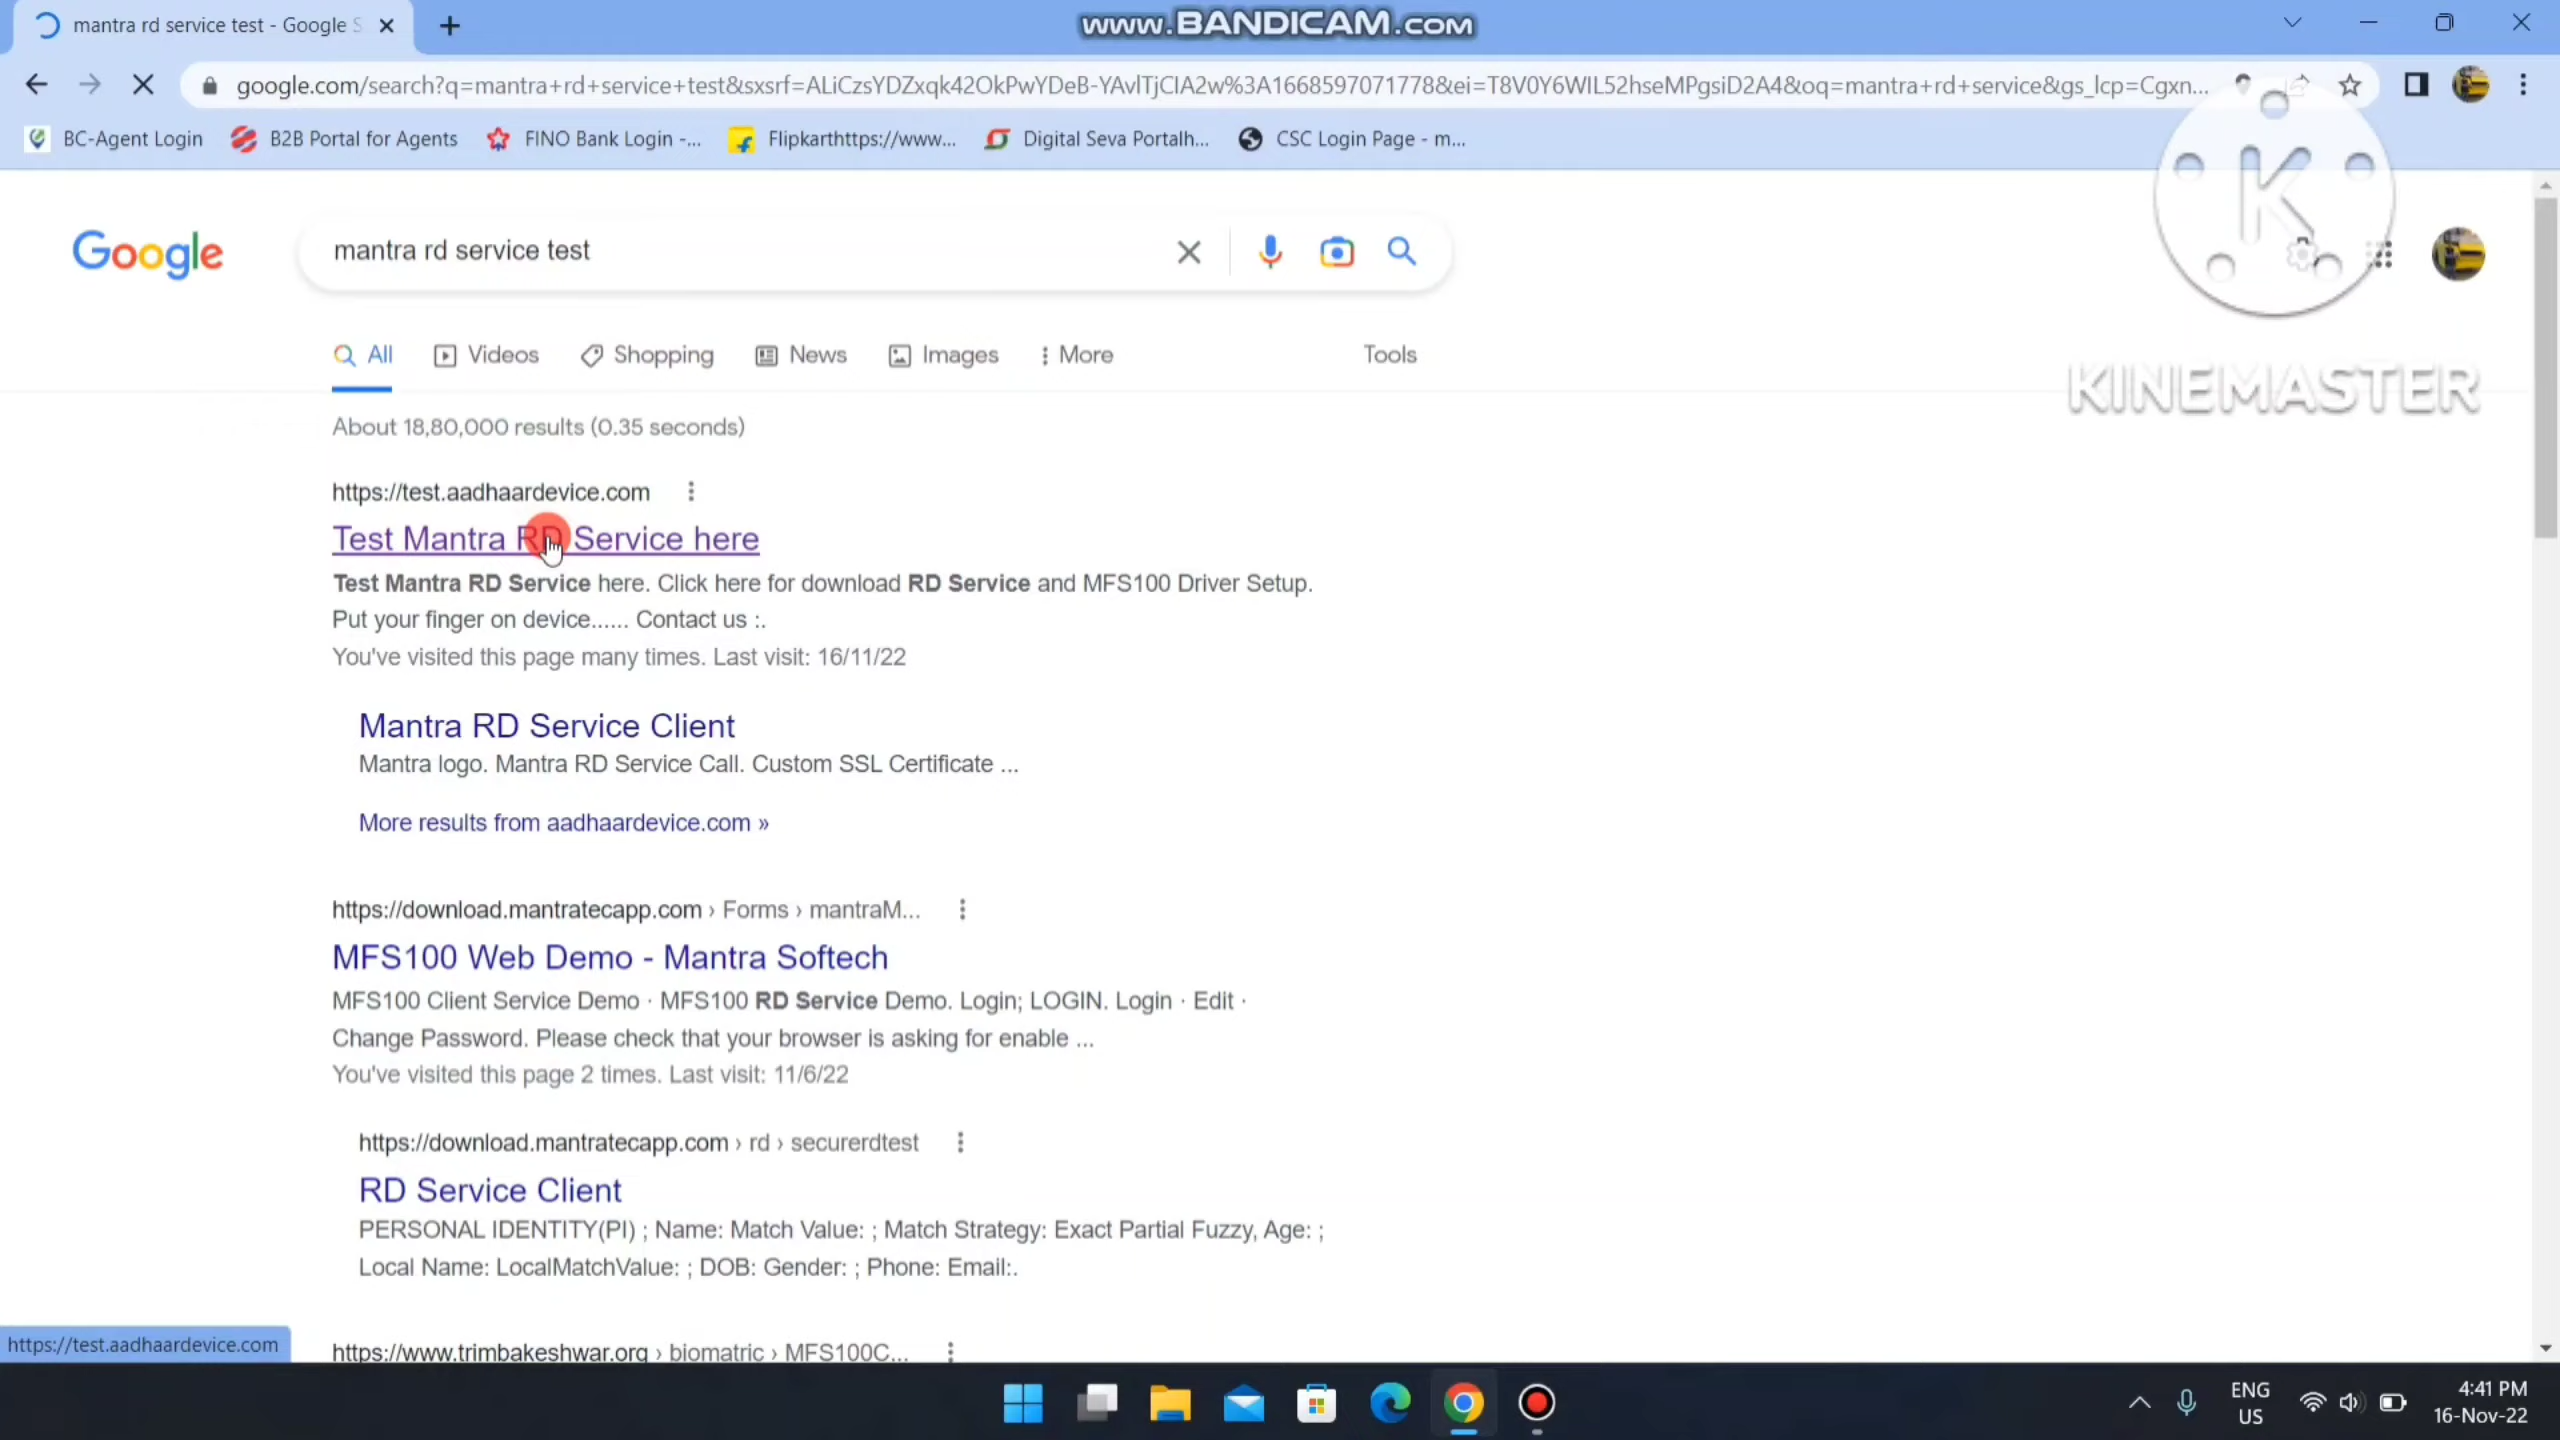 mantra rd service test - Google S
www.BANDICAM.com
google.com/search?q=mantra+rd+service+test&sxsrf=ALiCzsYDZxqk42OkPwYDeB-YAvlTjCIA2w%3A1668597071778&ei=T8V0Y6WIL52hseMPgsiD2A4&oq=mantra+rd+service&gs_lcp=Cgxn...
BC-Agent Login B2B Portal for Agents FINO Bank Login -... Flipkarthttps://www... Digital Seva Portalh... CSC Login Page - m...
Google
mantra rd service test
K
KINEMASTER
All Videos Shopping News Images More Tools
About 18,80,000 results (0.35 seconds)
https://test.aadhaardevice.com
Test Mantra RD Service here
Test Mantra RD Service here. Click here for download RD Service and MFS100 Driver Setup.
Put your finger on device...... Contact us :.
You've visited this page many times. Last visit: 16/11/22
Mantra RD Service Client
Mantra logo. Mantra RD Service Call. Custom SSL Certificate ...
More results from aadhaardevice.com »
https://download.mantratecapp.com › Forms › mantraM...
MFS100 Web Demo - Mantra Softech
MFS100 Client Service Demo · MFS100 RD Service Demo. Login; LOGIN. Login · Edit ·
Change Password. Please check that your browser is asking for enable ...
You've visited this page 2 times. Last visit: 11/6/22
https://download.mantratecapp.com › rd › securerdtest
RD Service Client
PERSONAL IDENTITY(PI) ; Name: Match Value: ; Match Strategy: Exact Partial Fuzzy, Age: ;
Local Name: LocalMatchValue: ; DOB: Gender: ; Phone: Email:.
https://test.aadhaardevice.com
https://www.trimbakeshwar.org › biomatric › MFS100C...
ENG
US
4:41 PM
16-Nov-22